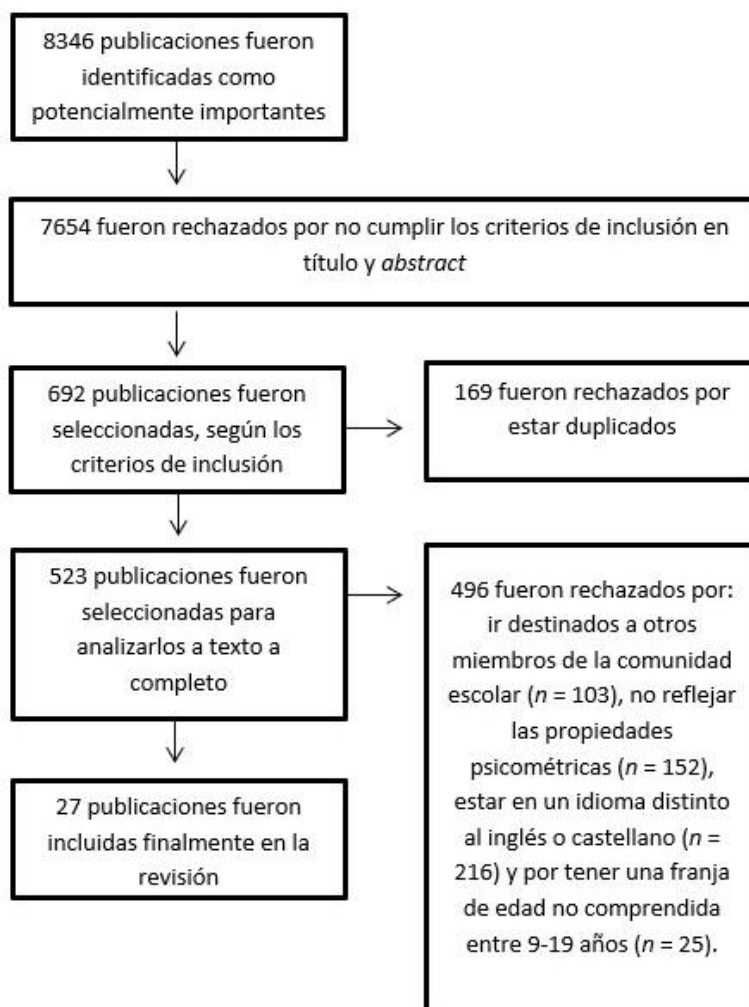 8346 publicaciones fueron
identificadas como
potencialmente importantes
7654 fueron rechazados por no cumplir los criterios de inclusión en
título y abstract
692 publicaciones fueron
seleccionadas, según los
criterios de inclusión
169 fueron rechazados por
estar duplicados
523 publicaciones fueron
seleccionadas para
analizarlos a texto a
completo
496 fueron rechazados por:
ir destinados a otros
miembros de la comunidad
escolar (n = 103), no reflejar
las propiedades
psicométricas (n = 152),
estar en un idioma distinto
al inglés o castellano (n =
216) y por tener una franja
de edad no comprendida
entre 9-19 años (n = 25).
27 publicaciones fueron
incluidas finalmente en la
revisión